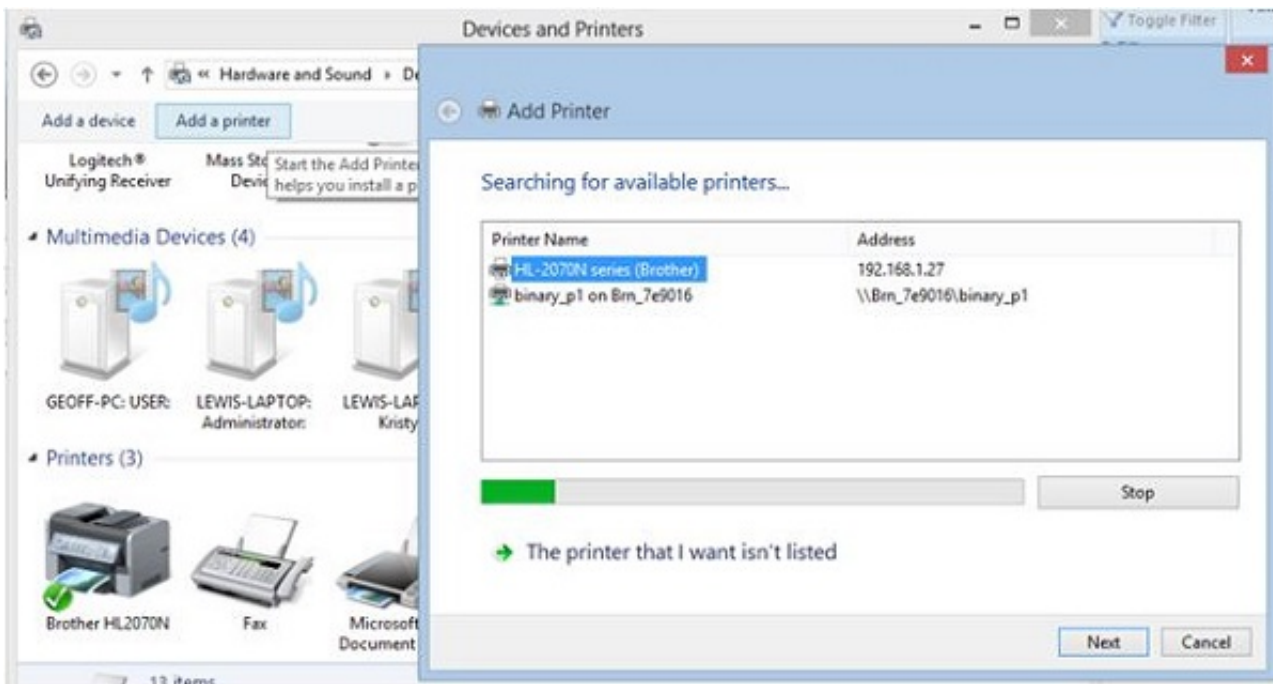 Devices and Printers
Toggle Filter
Hardware and Sound
Add a device
Add a printer
Logitech®
Unifying Receiver
Mass
Start the Add Printer
helps you install a
Multimedia Devices (4)
GEOFF-PC: USER:
LEWIS-LAPTOP:
Administrator:
Kristy
Printers (3)
Brother HL2070N
Fax
Microsoft
Document
13 items
Add Printer
Searching for available printers...
Printer Name Address
HL-2070N series (Brother) 192.168.1.27
binary_p1 on Brn_7e9016 \\Brn_7e9016\binary_p1
Stop
The printer that I want isn't listed
Next Cancel